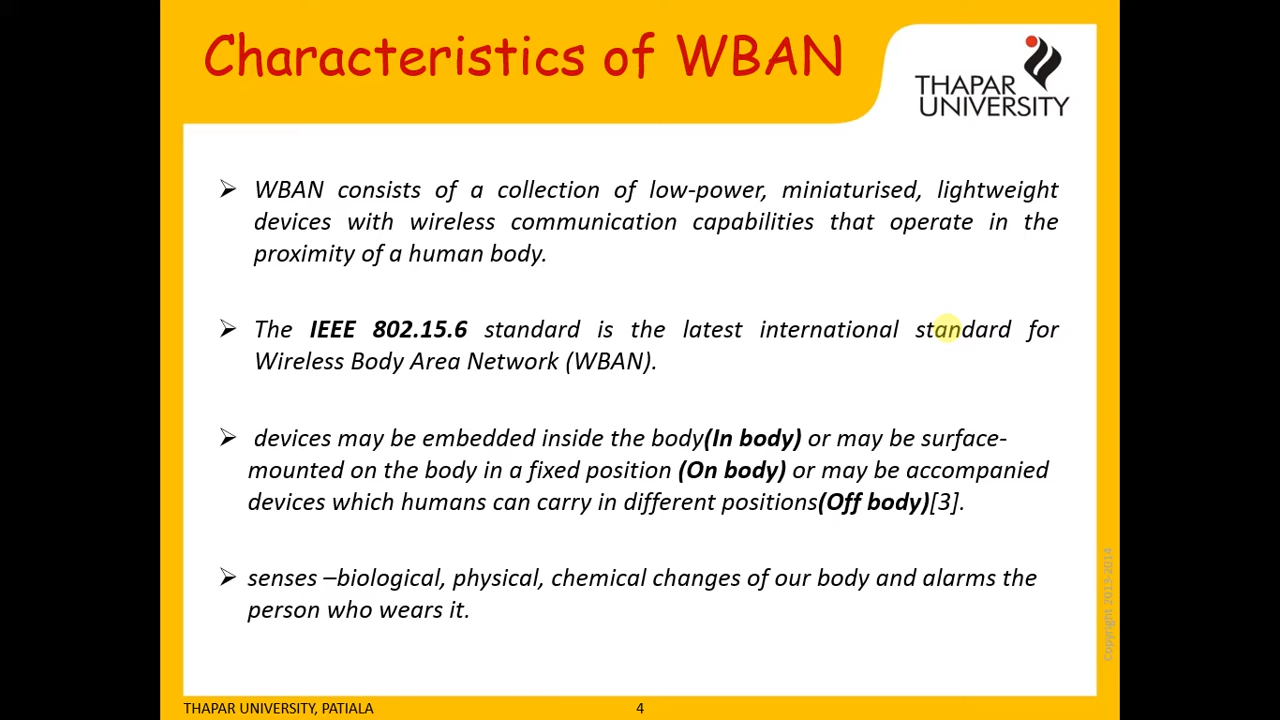 Characteristics of WBAN
THAPAR
UNIVERSITY
➢ WBAN consists of a collection of low-power, miniaturised, lightweight
devices with wireless communication capabilities that operate in the
proximity of a human body.
➢ The IEEE 802.15.6 standard is the latest international standard for
Wireless Body Area Network (WBAN).
➢ devices may be embedded inside the body(In body) or may be surface-
mounted on the body in a fixed position (On body) or may be accompanied
devices which humans can carry in different positions(Off body)[3].
➢ senses –biological, physical, chemical changes of our body and alarms the
person who wears it.
Copyright 2013-2014
THAPAR UNIVERSITY, PATIALA
4